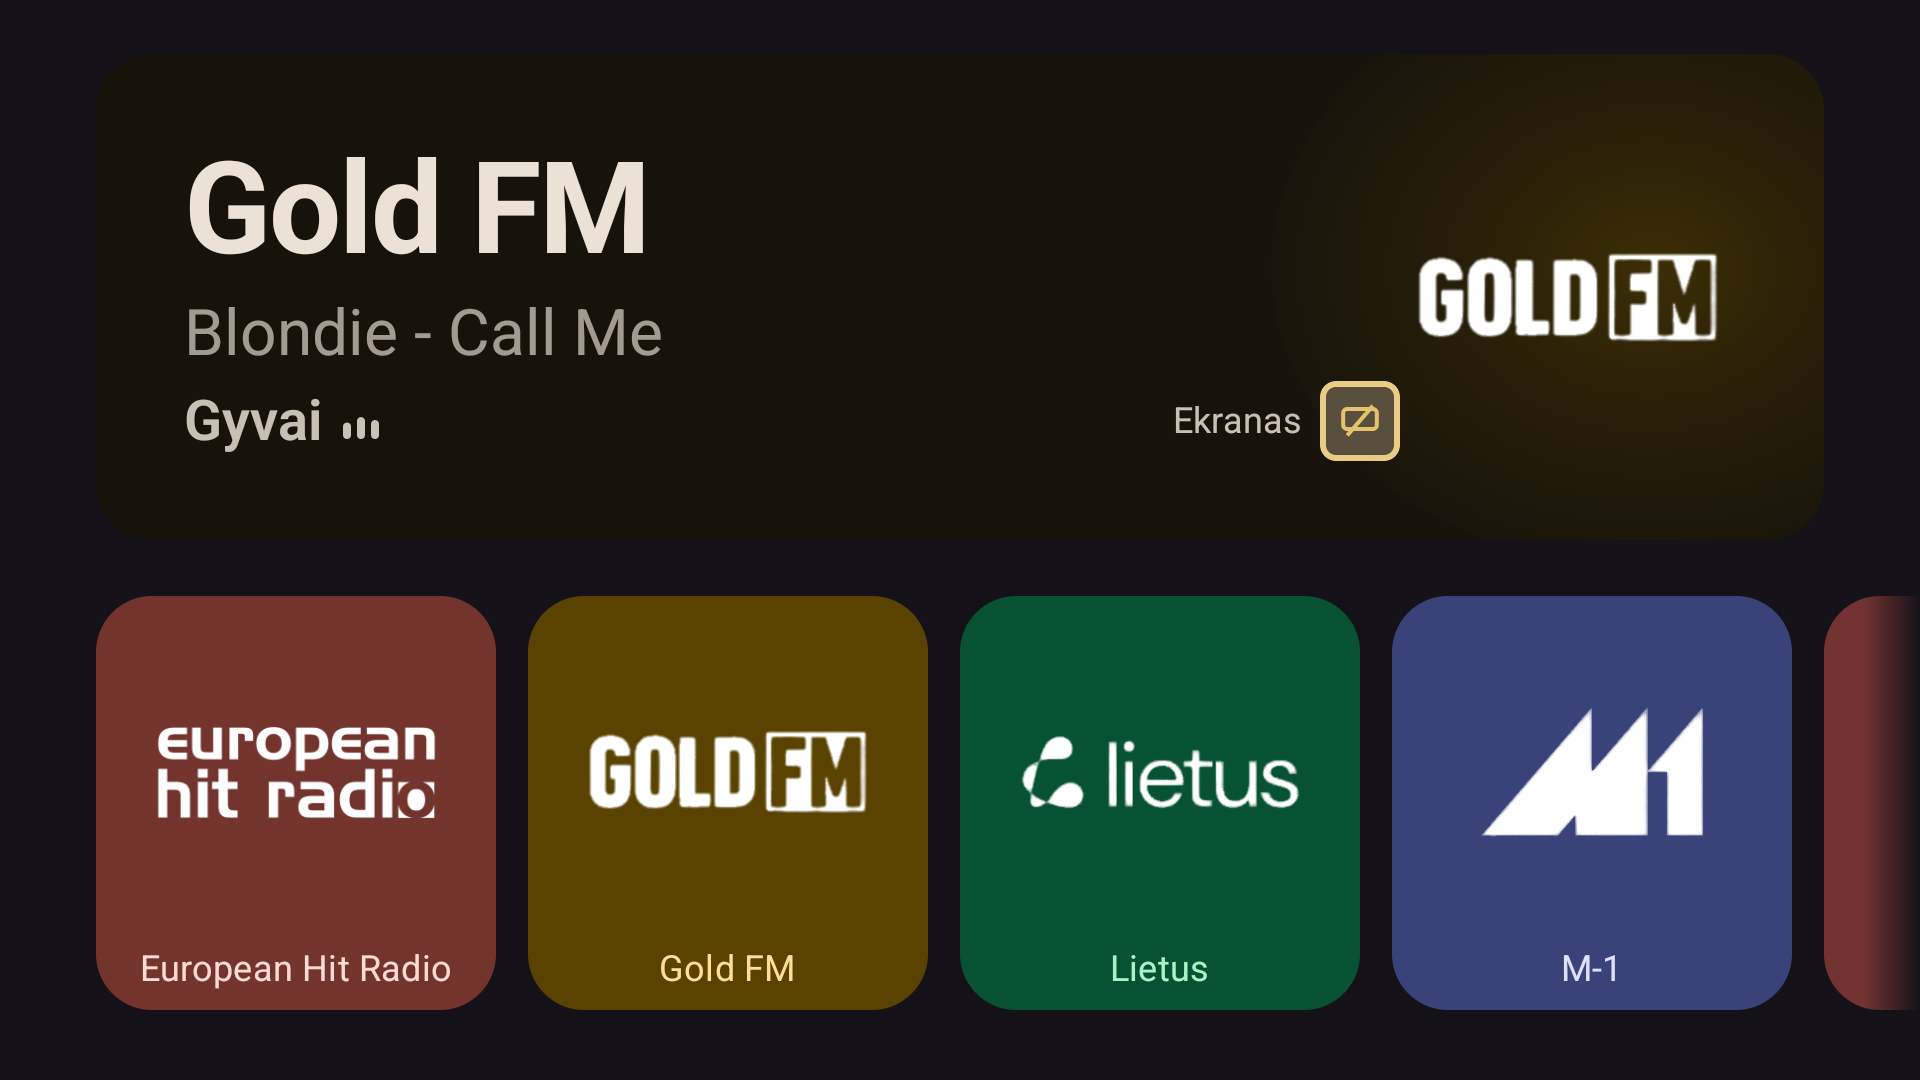 Gold FM
Blondie - Call Me
Gyvai
Ekranas
GOLD FM
european
hit radio
European Hit Radio
GOLD FM
Gold FM
lietus
Lietus
M1
M-1